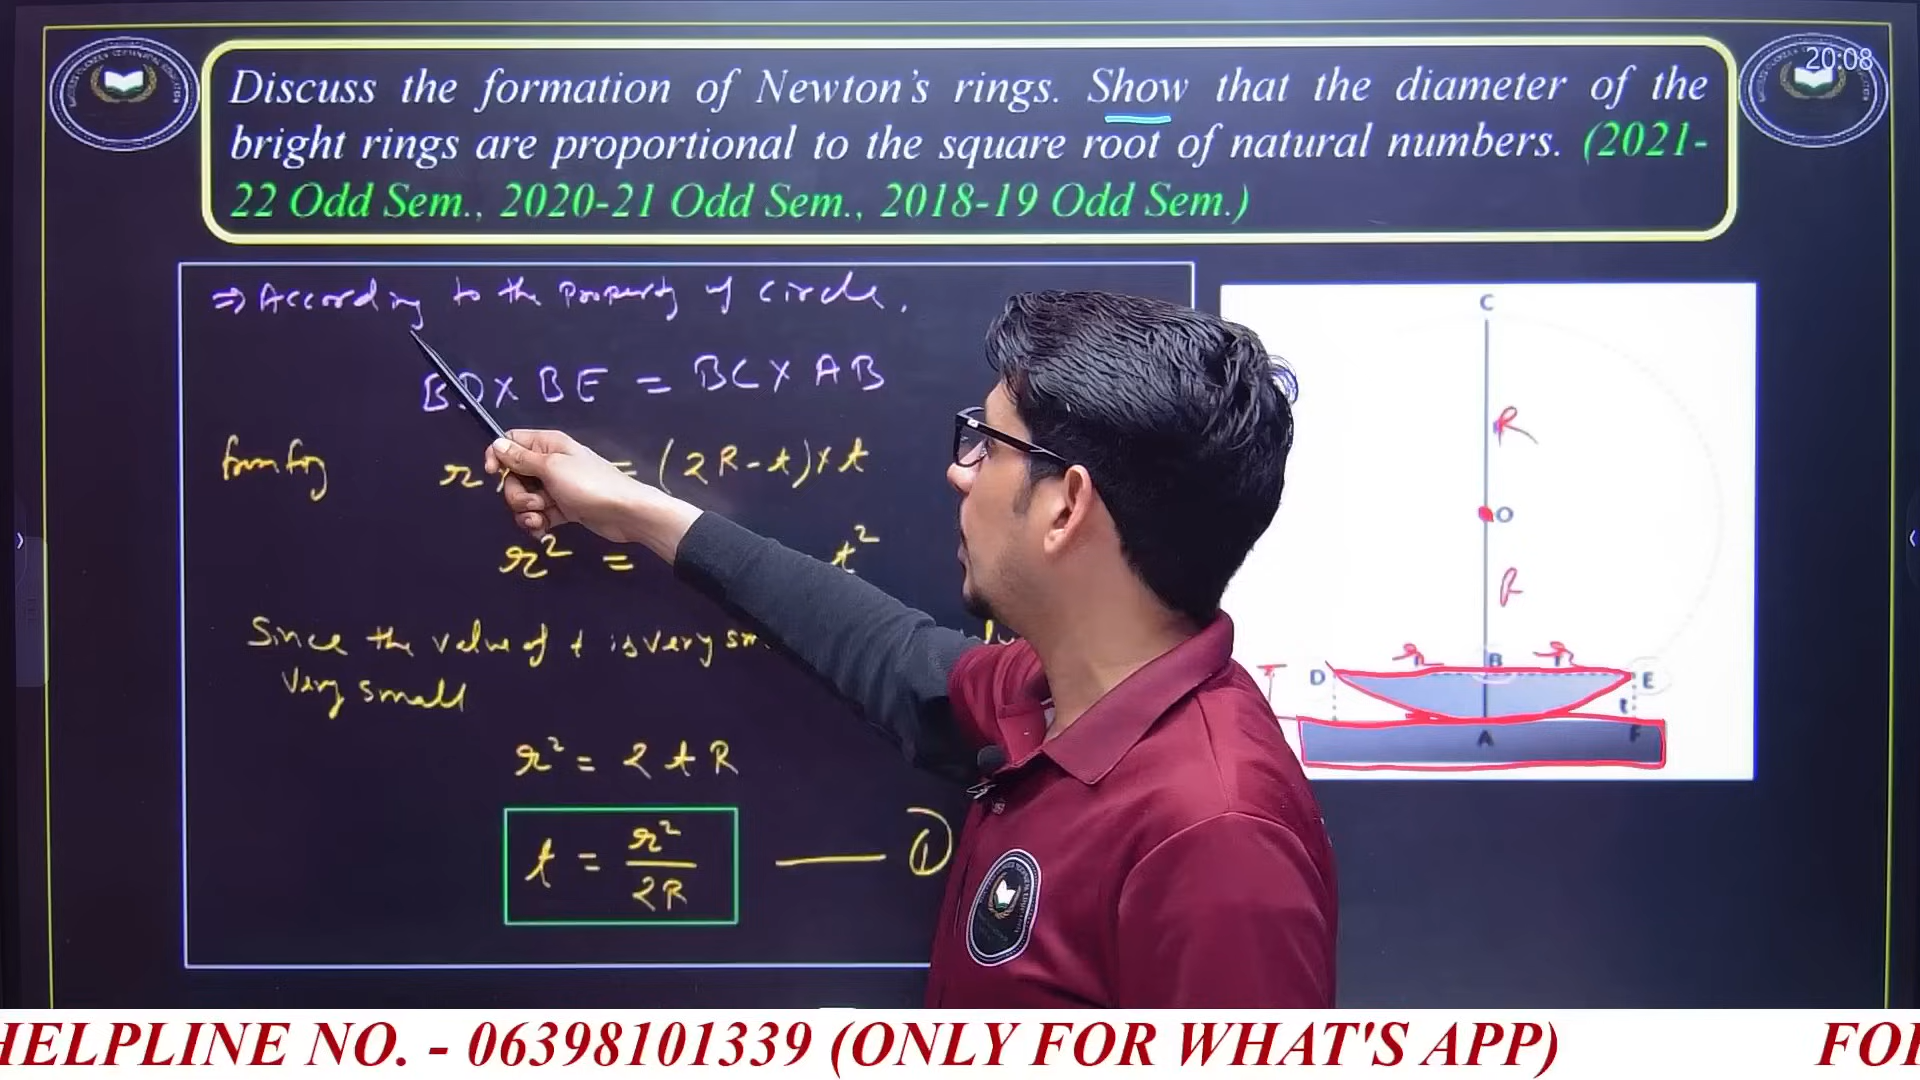 20:08
Discuss the formation of Newton's rings. Show that the diameter of the
bright rings are proportional to the square root of natural numbers. (2021-
22 Odd Sem., 2020-21 Odd Sem., 2018-19 Odd Sem.)
⇒ According to the Property of circle,
BD X BE = BC X AB
from fig
r = (2R-t)xt
r² = t²
Since the value of t is very
very small
r² = 2 t R
t = r²/2R —— ①
C
R
O
R
r B r
D E
T t
A F
HELPLINE NO. - 06398101339 (ONLY FOR WHAT'S APP)